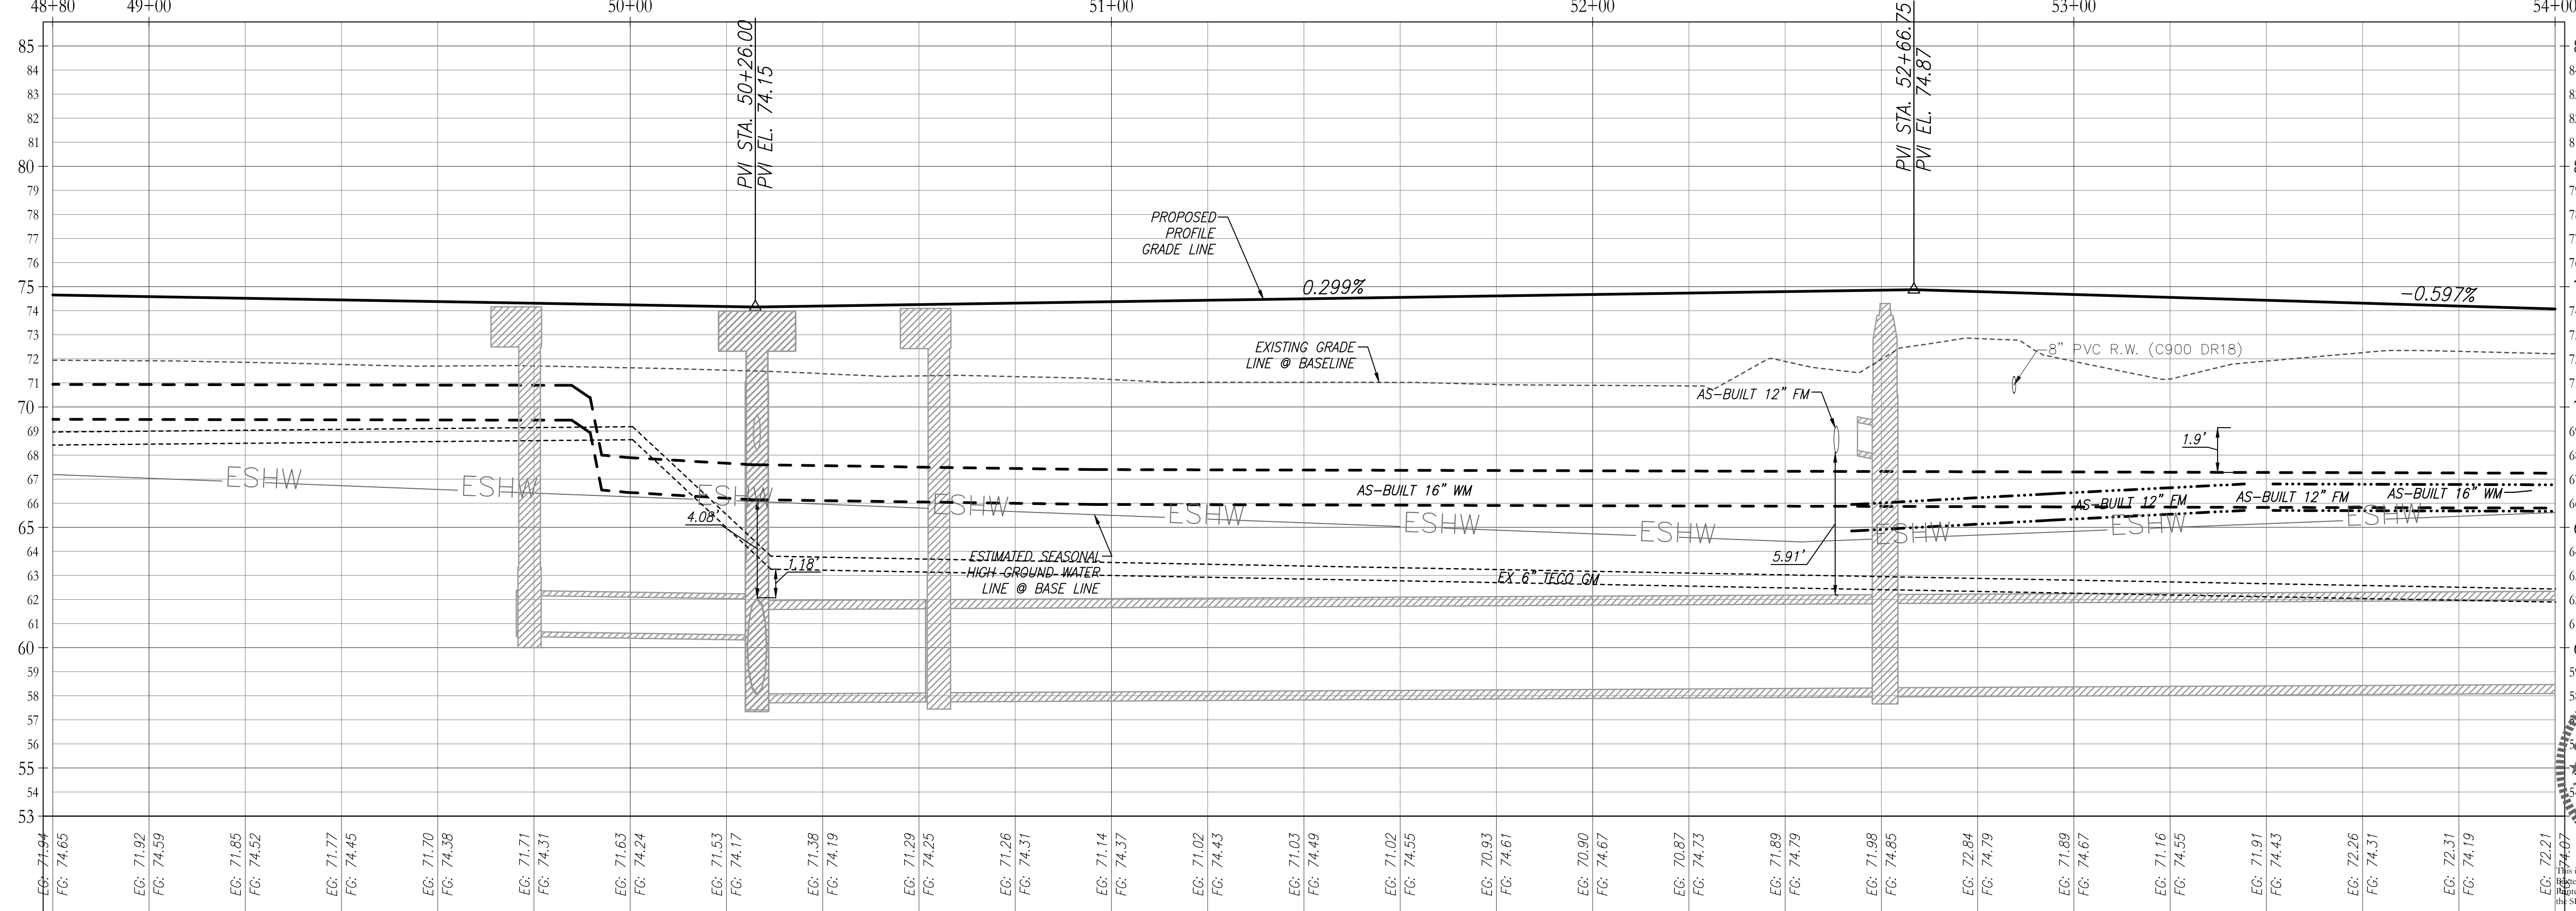 48+80
49+00
50+00
51+00
52+00
53+00
PVI STA. 50+26.00
PVI EL. 74.15
PVI STA. 52+66.75
PVI EL. 74.87
85
84
83
82
81
80
79
78
77
76
75
74
73
72
71
70
69
68
67
66
65
64
63
62
61
60
59
58
57
56
55
54
53
PROPOSED
PROFILE
GRADE LINE
0.299%
-0.597%
EXISTING GRADE
LINE @ BASELINE
8" PVC R.W. (C900 DR18)
AS-BUILT 12" FM
1.9'
ESHW
ESHW
ESHW
ESHW
ESHW
ESHW
ESHW
ESHW
ESHW
ESHW
AS-BUILT 16" WM
AS-BUILT 12" FM
AS-BUILT 12" FM
AS-BUILT 16" WM
4.08'
1.18'
5.91'
ESTIMATED SEASONAL
HIGH GROUND WATER
LINE @ BASE LINE
EX 6" TECO GM
EG: 71.94
FG: 74.65
EG: 71.92
FG: 74.59
EG: 71.85
FG: 74.52
EG: 71.77
FG: 74.45
EG: 71.70
FG: 74.38
EG: 71.71
FG: 74.31
EG: 71.63
FG: 74.24
EG: 71.53
FG: 74.17
EG: 71.38
FG: 74.19
EG: 71.29
FG: 74.25
EG: 71.26
FG: 74.31
EG: 71.14
FG: 74.37
EG: 71.02
FG: 74.43
EG: 71.03
FG: 74.49
EG: 71.02
FG: 74.55
EG: 70.93
FG: 74.61
EG: 70.90
FG: 74.67
EG: 70.87
FG: 74.73
EG: 71.89
FG: 74.79
EG: 71.98
FG: 74.85
EG: 72.84
FG: 74.79
EG: 71.89
FG: 74.67
EG: 71.16
FG: 74.55
EG: 71.91
FG: 74.43
EG: 72.26
FG: 74.31
EG: 72.31
FG: 74.19
EG: 72.21
FG: 74.07